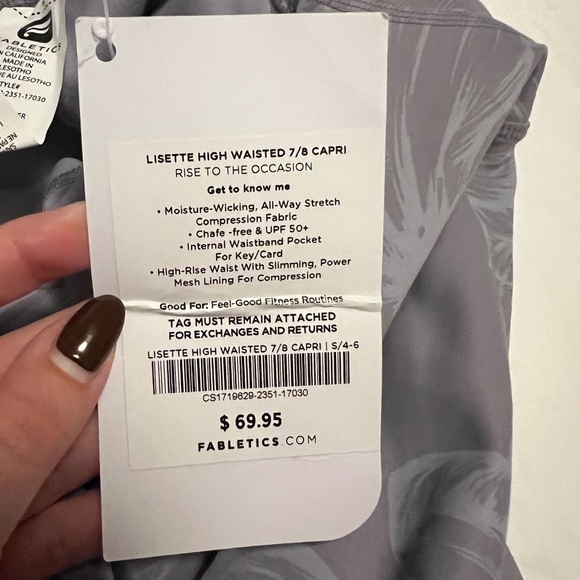 FABLETICS
DESIGNED
IN CALIFORNIA
MADE IN
LESOTHO
AU LESOTHO
-2351-17030
LISETTE HIGH WAISTED 7/8 CAPRI
RISE TO THE OCCASION
Get to know me
• Moisture-Wicking, All-Way Stretch
Compression Fabric
• Chafe -free & UPF 50+
• Internal Waistband Pocket
For Key/Card
• High-Rise Waist With Slimming, Power
Mesh Lining For Compression
Good For: Feel-Good Fitness Routines
TAG MUST REMAIN ATTACHED
FOR EXCHANGES AND RETURNS
LISETTE HIGH WAISTED 7/8 CAPRI | S/4-6
CS1719629-2351-17030
$ 69.95
FABLETICS.COM